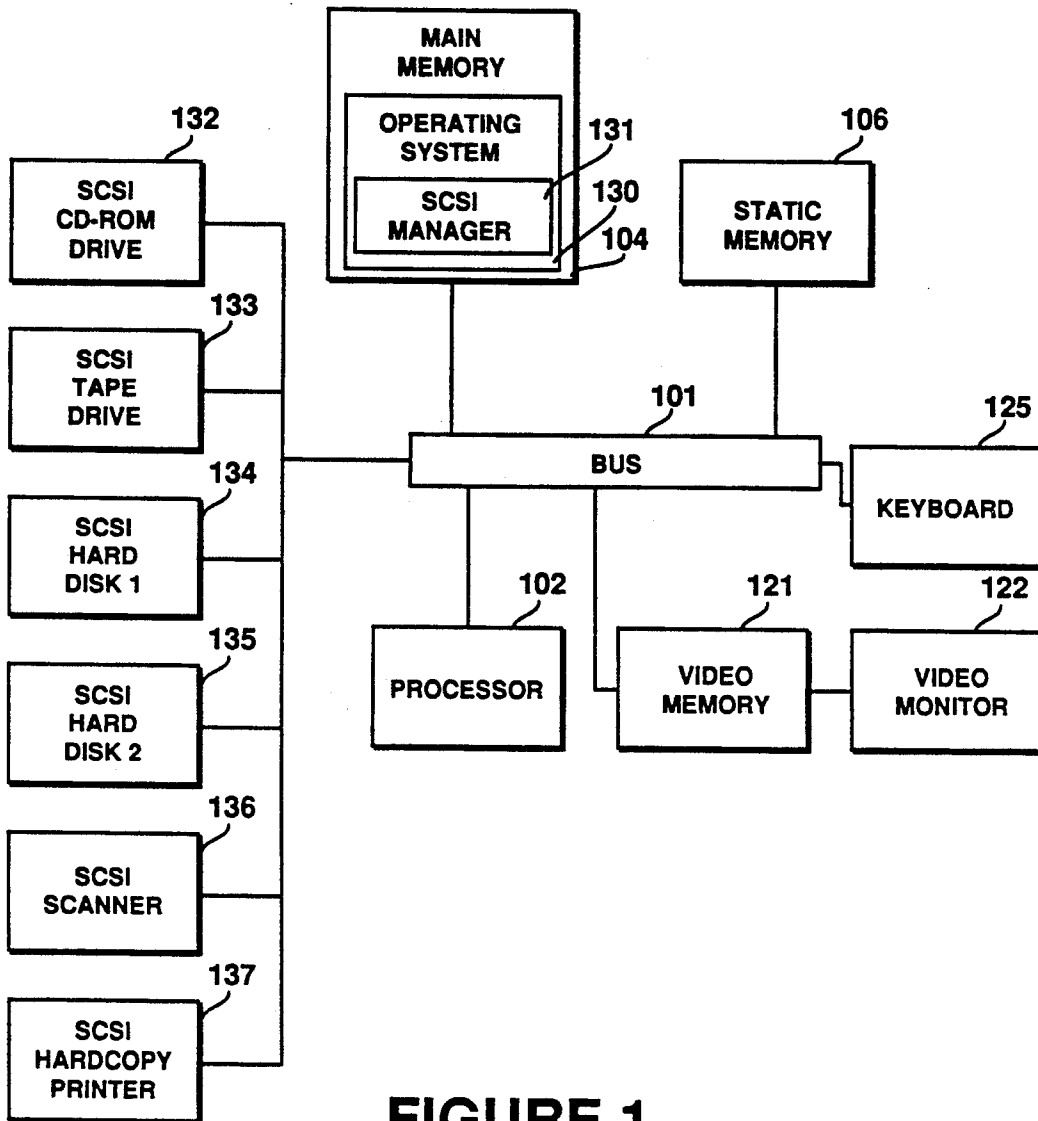 MAIN
MEMORY
OPERATING
SYSTEM
SCSI
MANAGER
131
130
104
106
STATIC
MEMORY
132
SCSI
CD-ROM
DRIVE
133
SCSI
TAPE
DRIVE
134
SCSI
HARD
DISK 1
135
SCSI
HARD
DISK 2
136
SCSI
SCANNER
137
SCSI
HARDCOPY
PRINTER
101
BUS
125
KEYBOARD
102
PROCESSOR
121
VIDEO
MEMORY
122
VIDEO
MONITOR
FIGURE 1